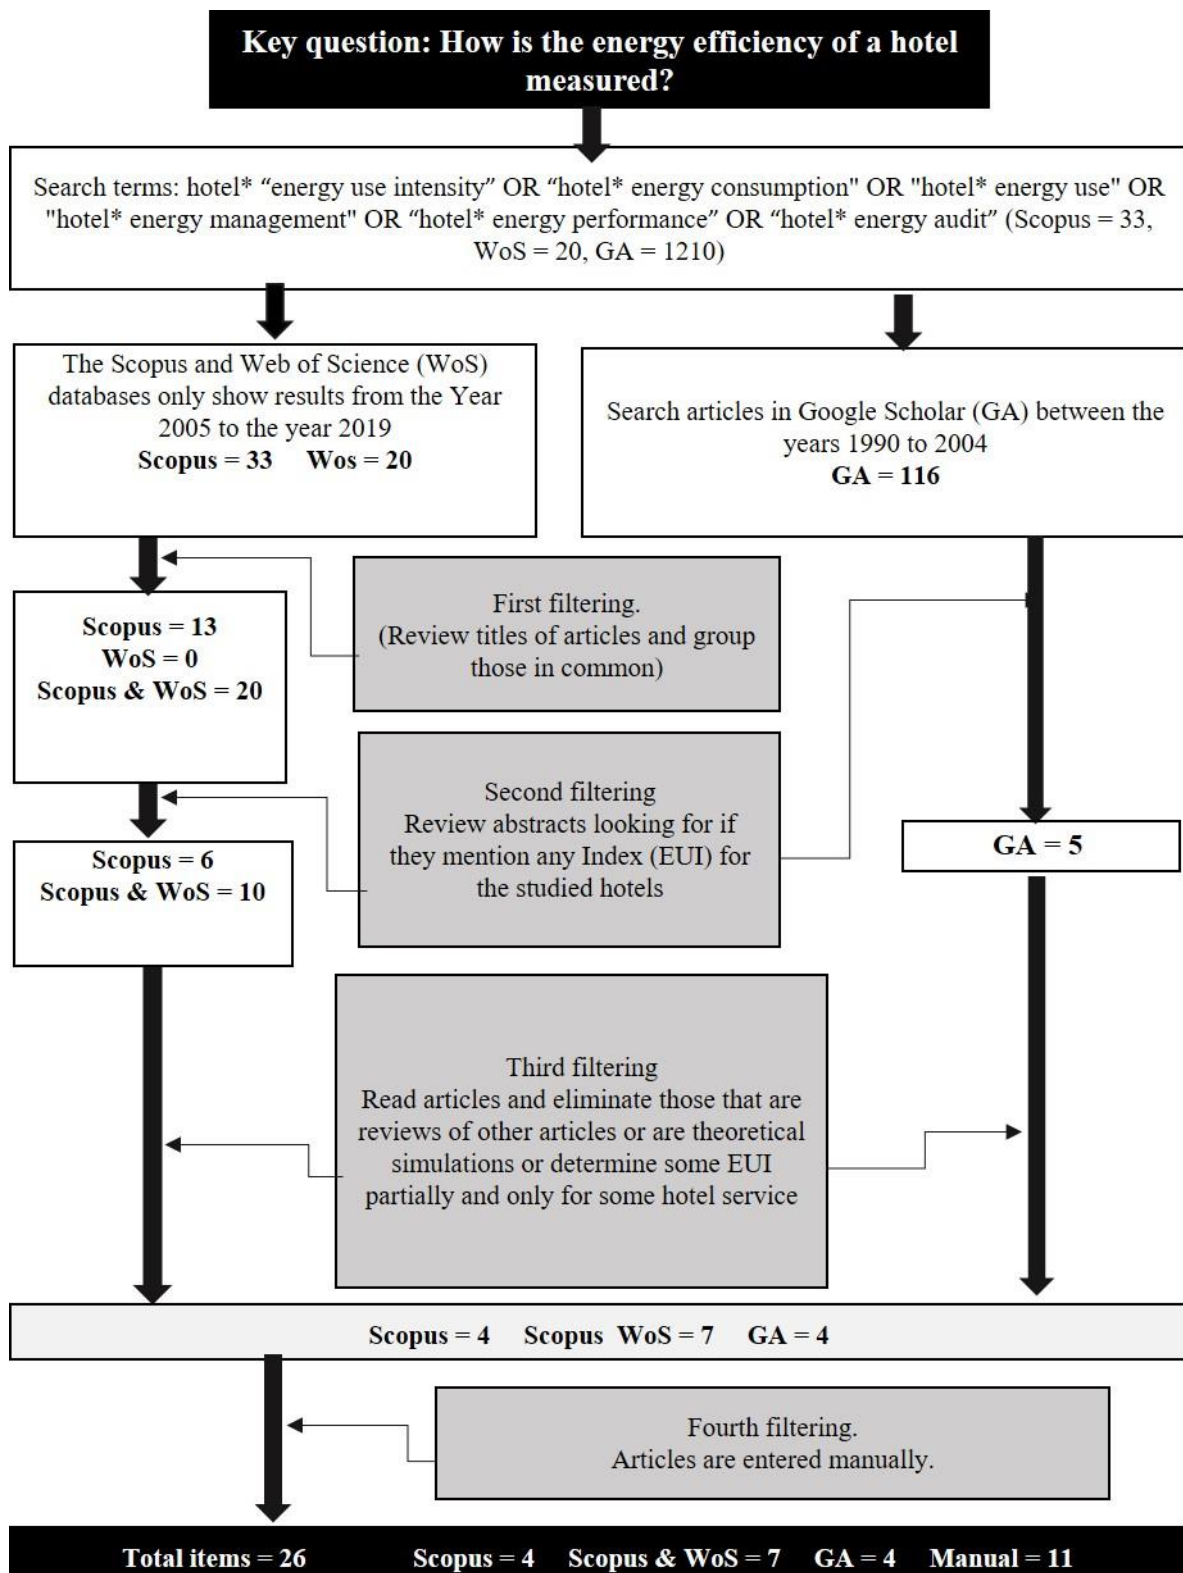 Key question: How is the energy efficiency of a hotel
measured?
Search terms: hotel* “energy use intensity” OR “hotel* energy consumption" OR "hotel* energy use" OR
"hotel* energy management" OR “hotel* energy performance” OR “hotel* energy audit” (Scopus = 33,
WoS = 20, GA = 1210)
The Scopus and Web of Science (WoS)
databases only show results from the Year
2005 to the year 2019
Scopus = 33 Wos = 20
Search articles in Google Scholar (GA) between the
years 1990 to 2004
GA = 116
First filtering.
(Review titles of articles and group
those in common)
Scopus = 13
WoS = 0
Scopus & WoS = 20
Second filtering
Review abstracts looking for if
they mention any Index (EUI) for
the studied hotels
Scopus = 6
Scopus & WoS = 10
GA = 5
Third filtering
Read articles and eliminate those that are
reviews of other articles or are theoretical
simulations or determine some EUI
partially and only for some hotel service
Scopus = 4 Scopus WoS = 7 GA = 4
Fourth filtering.
Articles are entered manually.
Total items = 26 Scopus = 4 Scopus & WoS = 7 GA = 4 Manual = 11